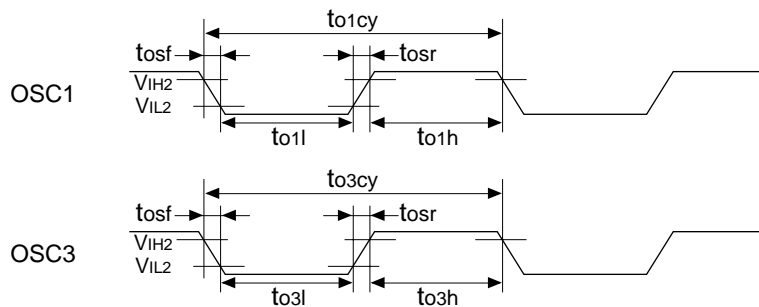 to1cy
tosf tosr
OSC1
VIH2
VIL2
to1l to1h
to3cy
tosf tosr
OSC3
VIH2
VIL2
to3l to3h